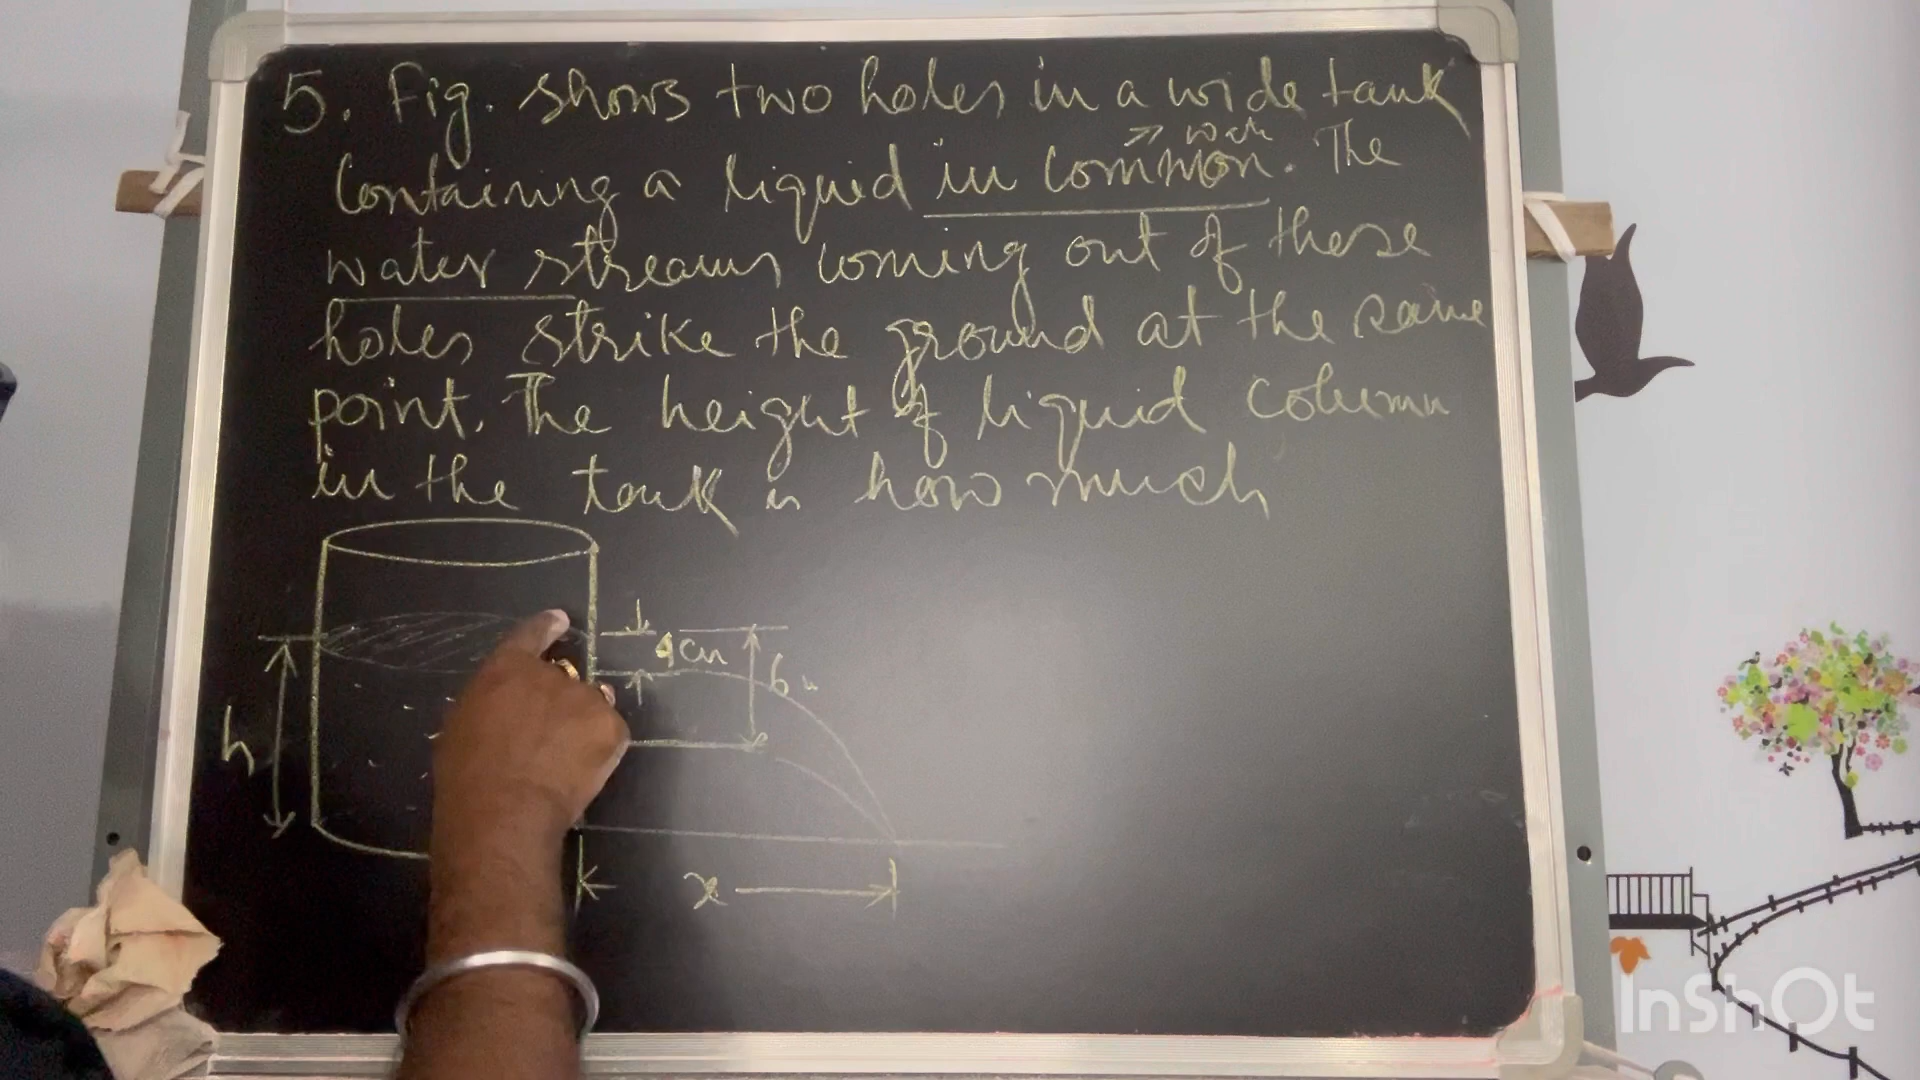 5. Fig. shows two holes in a wide tank
containing a liquid in common. The
water streams coming out of these
holes strike the ground at the same
point. The height of liquid column
in the tank is how much
4cm
6
h
x
InShOt